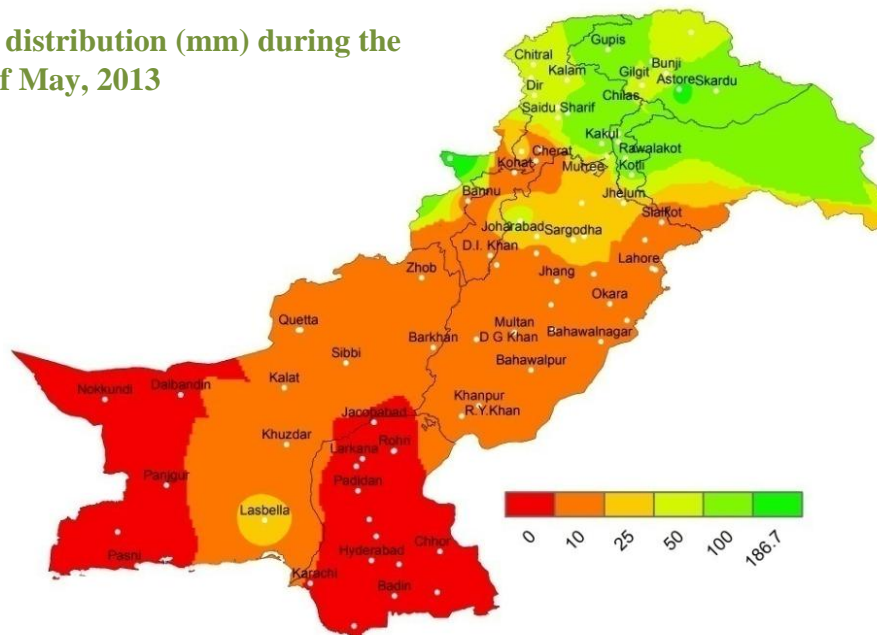 distribution (mm) during the
f May, 2013
Gupis
Chitral
Bunji
Kalam
Gilgit
Dir
Astore Skardu
Chilas
Saidu Sharif
Kakul
Rawalakot
Cherat
Kohat
Muree
Kotli
Bannu
Jhelum
Sialkot
Joharabad
Sargodha
D.I. Khan
Lahore
Zhob
Jhang
Okara
Quetta
Multan
Barkhan
D G Khan
Bahawalnagar
Sibbi
Bahawalpur
Nokkundi
Dalbandin
Kalat
Khanpur
Jacobabad
R.Y.Khan
Khuzdar
Larkana
Rohri
Panjgur
Padidan
Lasbella
Pasni
Hyderabad
Chhor
Karachi
Badin
0
10
25
50
100
186.7